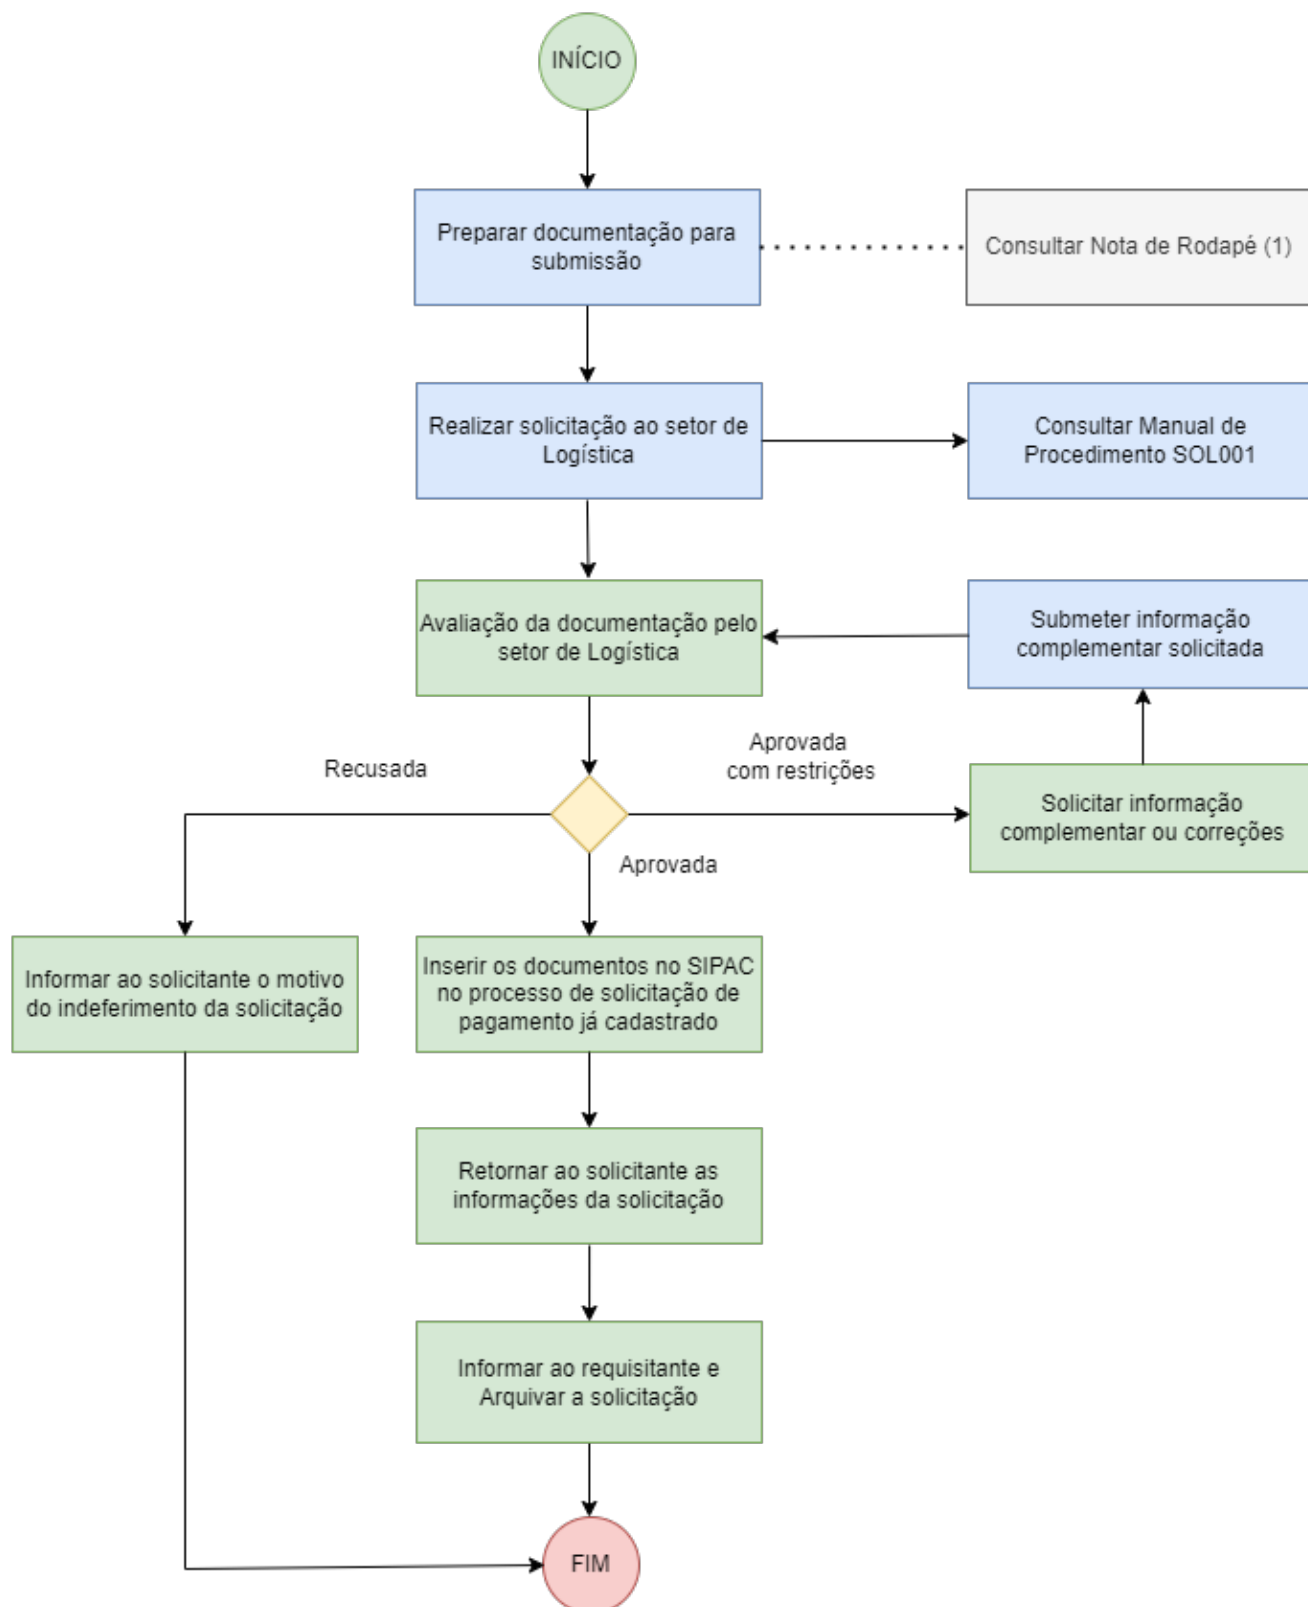 INÍCIO
Preparar documentação para
submissão
Consultar Nota de Rodapé (1)
Realizar solicitação ao setor de
Logística
Consultar Manual de
Procedimento SOL001
Avaliação da documentação pelo
setor de Logística
Submeter informação
complementar solicitada
Recusada
Aprovada
com restrições
Solicitar informação
complementar ou correções
Aprovada
Informar ao solicitante o motivo
do indeferimento da solicitação
Inserir os documentos no SIPAC
no processo de solicitação de
pagamento já cadastrado
Retornar ao solicitante as
informações da solicitação
Informar ao requisitante e
Arquivar a solicitação
FIM